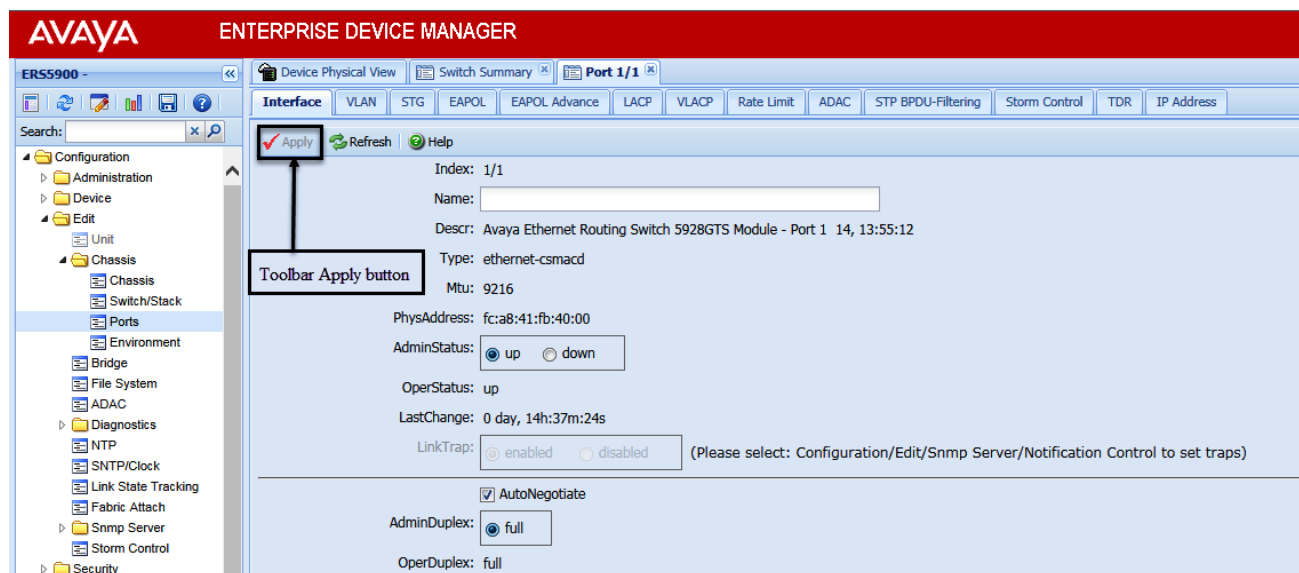 AVAYA ENTERPRISE DEVICE MANAGER
ERS5900 -
Device Physical View Switch Summary Port 1/1
Interface VLAN STG EAPOL EAPOL Advance LACP VLACP Rate Limit ADAC STP BPDU-Filtering Storm Control TDR IP Address
Search:
Apply Refresh Help
Configuration
Administration
Device
Edit
Unit
Chassis
Chassis
Switch/Stack
Ports
Environment
Bridge
File System
ADAC
Diagnostics
NTP
SNTP/Clock
Link State Tracking
Fabric Attach
Snmp Server
Storm Control
Security
Toolbar Apply button
Index: 1/1
Name:
Descr: Avaya Ethernet Routing Switch 5928GTS Module - Port 1 14, 13:55:12
Type: ethernet-csmacd
Mtu: 9216
PhysAddress: fc:a8:41:fb:40:00
AdminStatus: up down
OperStatus: up
LastChange: 0 day, 14h:37m:24s
LinkTrap: enabled disabled (Please select: Configuration/Edit/Snmp Server/Notification Control to set traps)
AutoNegotiate
AdminDuplex: full
OperDuplex: full